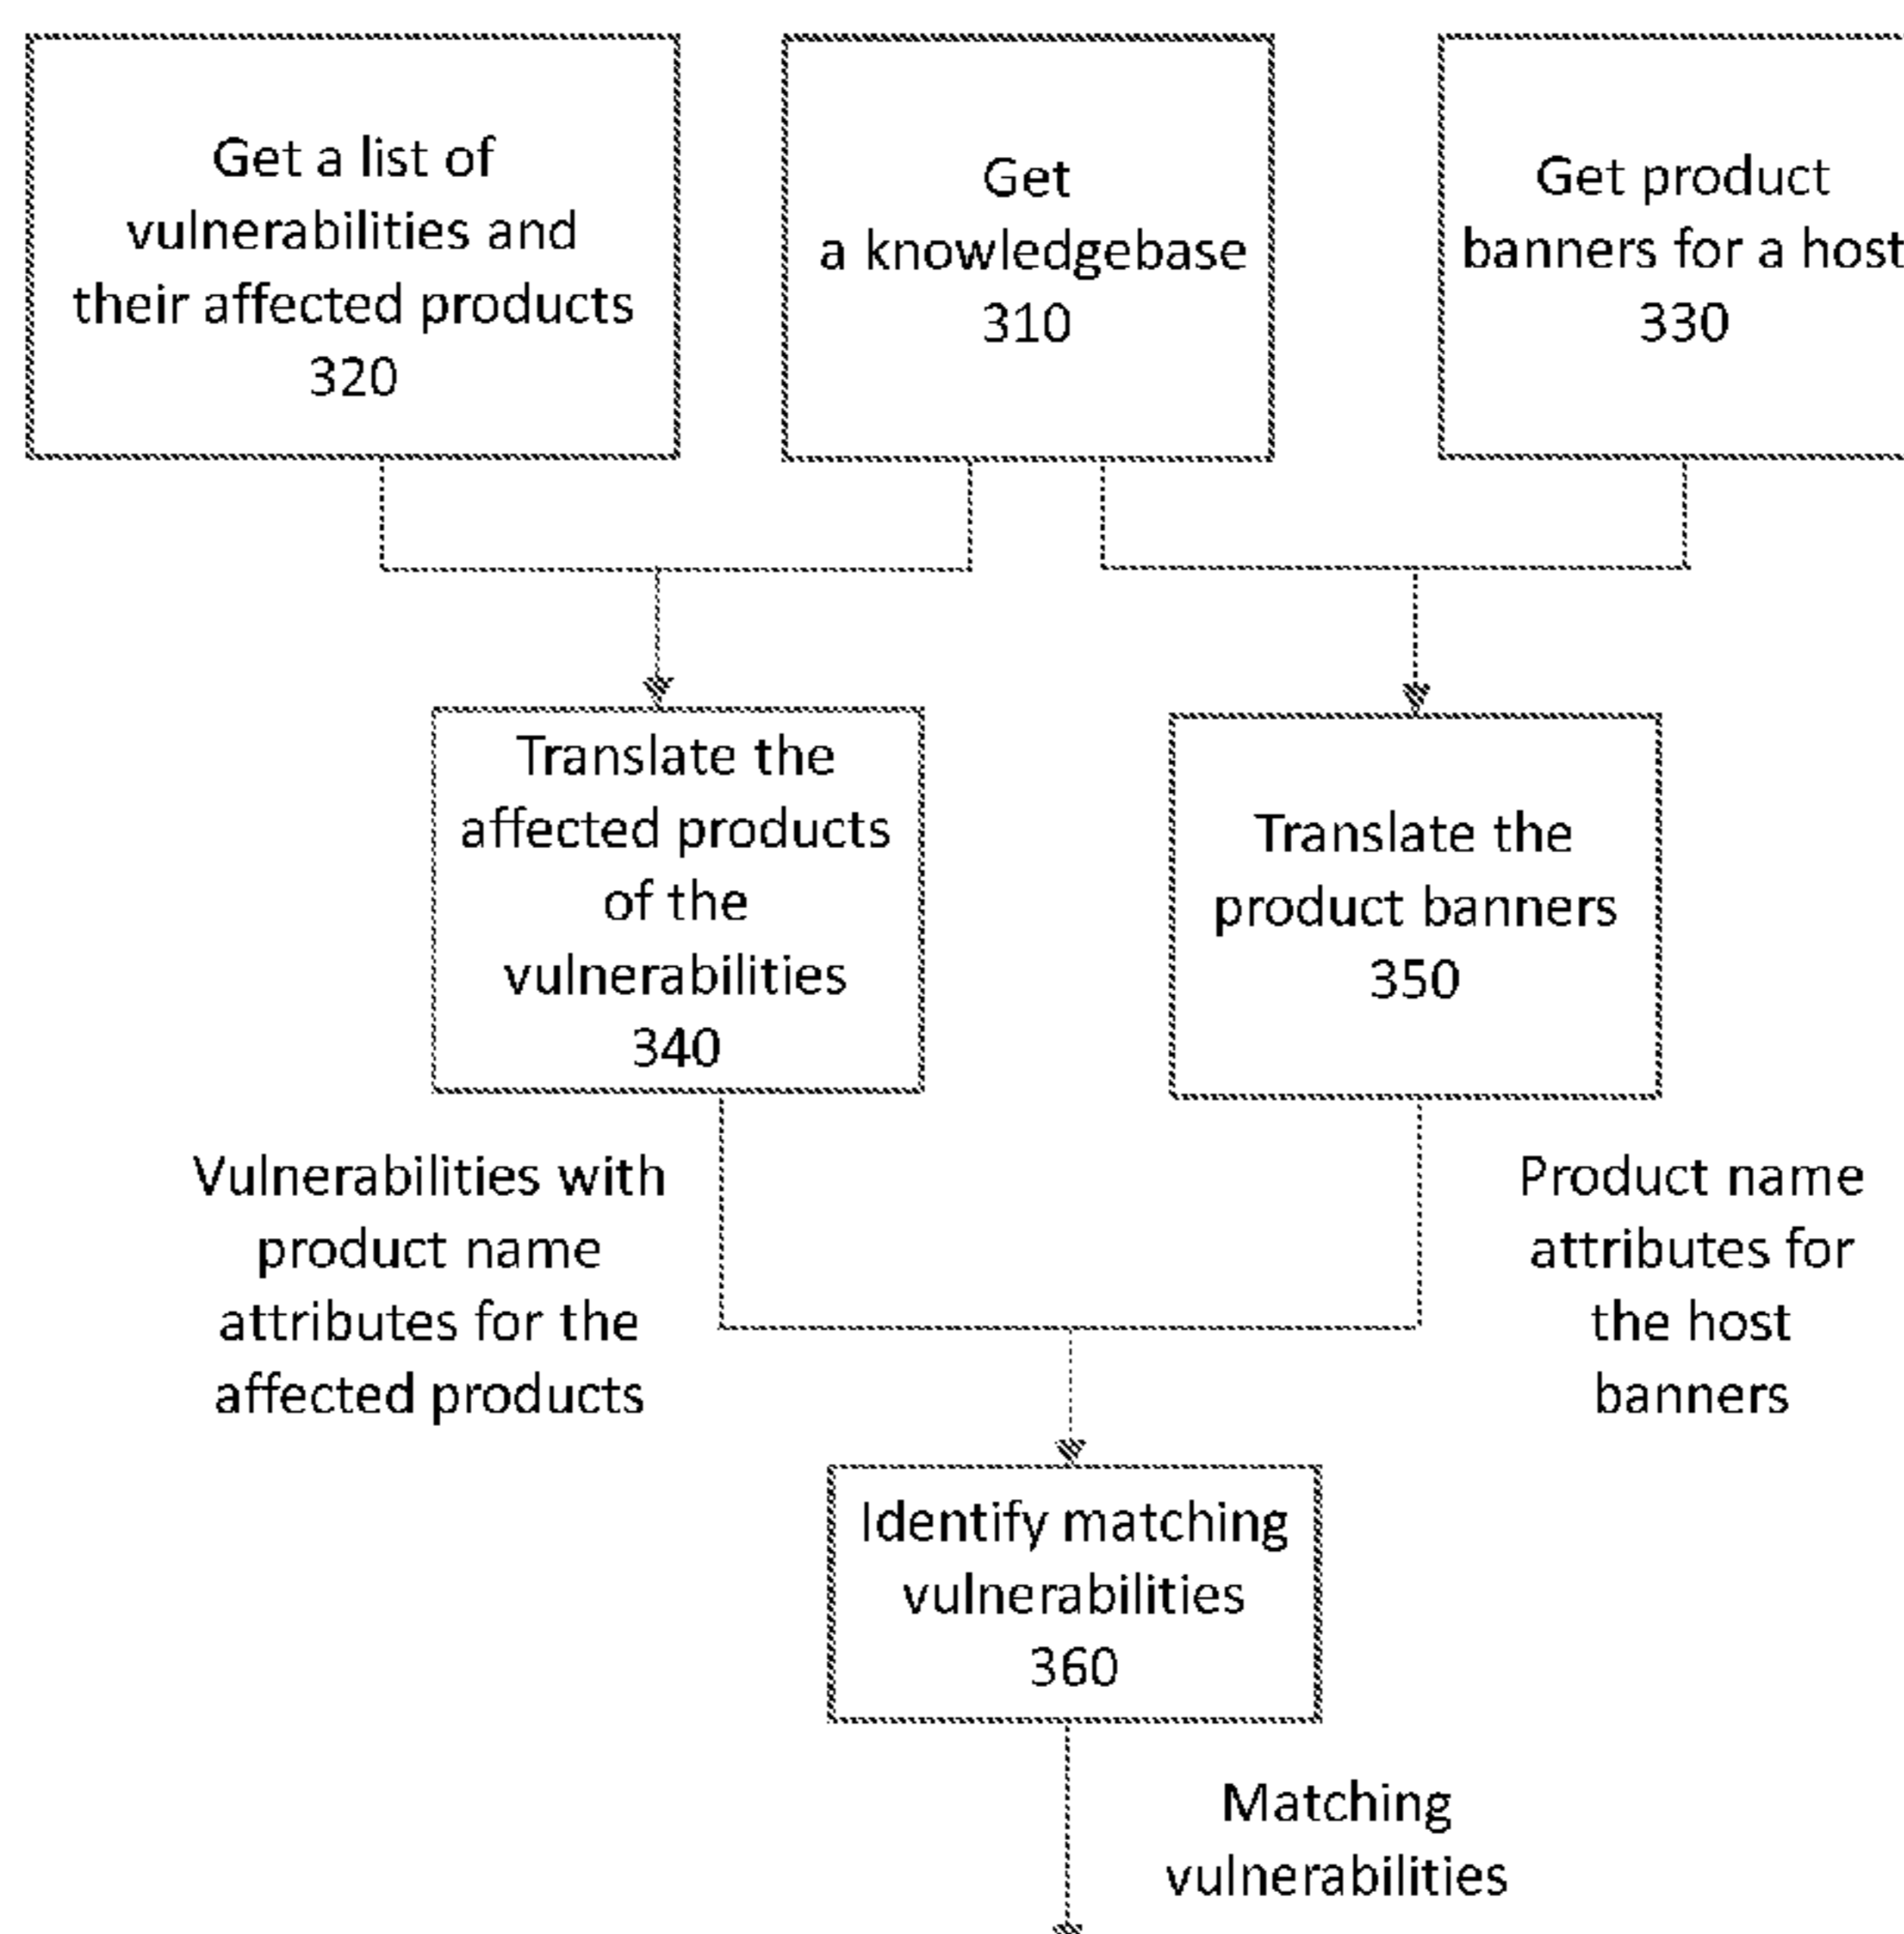 Get a list of
vulnerabilities and
their affected products
320
Get
a knowledgebase
310
Get product
banners for a host
330
Translate the
affected products
of the
vulnerabilities
340
Translate the
product banners
350
Vulnerabilities with
product name
attributes for the
affected products
Product name
attributes for
the host
banners
Identify matching
vulnerabilities
360
Matching
vulnerabilities